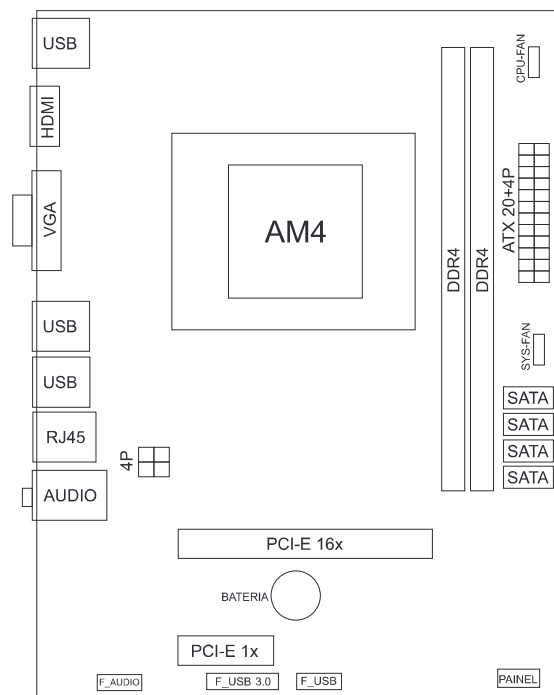 USB
CPU-FAN
HDMI
VGA
ATX 20+4P
AM4
DDR4
DDR4
USB
SYS-FAN
USB
SATA
SATA
RJ45
4P
SATA
SATA
AUDIO
PCI-E 16x
BATERIA
PCI-E 1x
F_AUDIO
F_USB 3.0
F_USB
PAINEL